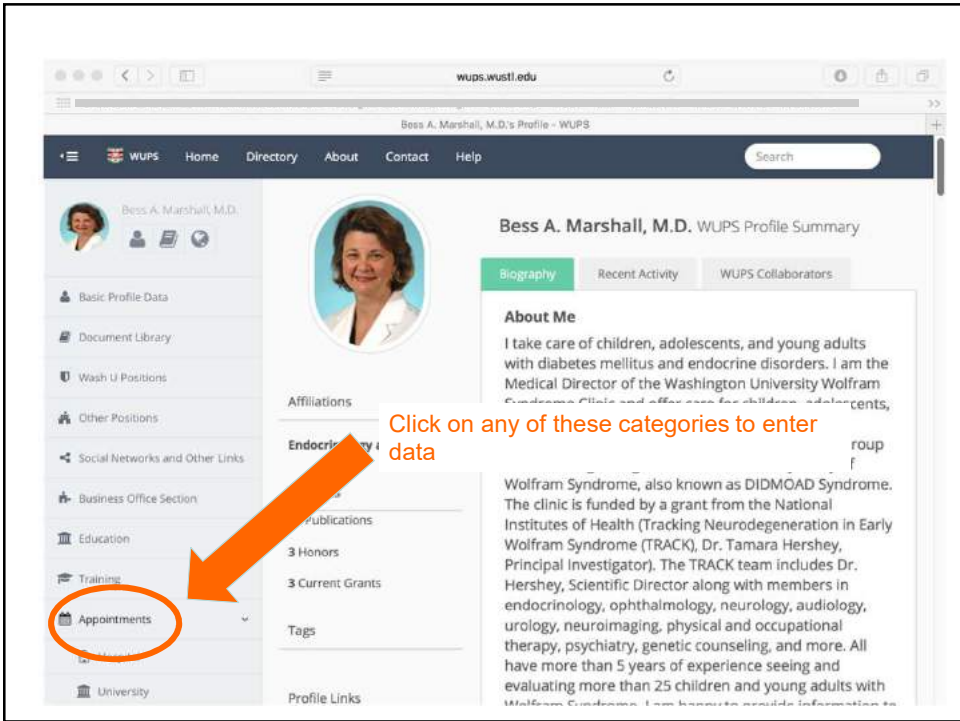 wups.wustl.edu
Bess A. Marshall, M.D.'s Profile - WUPS
WUPS Home Directory About Contact Help Search
Bess A. Marshall, M.D.
Basic Profile Data
Document Library
Wash U Positions
Other Positions
Social Networks and Other Links
Business Office Section
Education
Training
Appointments
University
Affiliations
3 Honors
3 Current Grants
Tags
Profile Links
Bess A. Marshall, M.D. WUPS Profile Summary
Biography Recent Activity WUPS Collaborators
About Me
I take care of children, adolescents, and young adults
with diabetes mellitus and endocrine disorders. I am the
Medical Director of the Washington University Wolfram
Click on any of these categories to enter
data
Wolfram Syndrome, also known as DIDMOAD Syndrome.
The clinic is funded by a grant from the National
Institutes of Health (Tracking Neurodegeneration in Early
Wolfram Syndrome (TRACK), Dr. Tamara Hershey,
Principal Investigator). The TRACK team includes Dr.
Hershey, Scientific Director along with members in
endocrinology, ophthalmology, neurology, audiology,
urology, neuroimaging, physical and occupational
therapy, psychiatry, genetic counseling, and more. All
have more than 5 years of experience seeing and
evaluating more than 25 children and young adults with